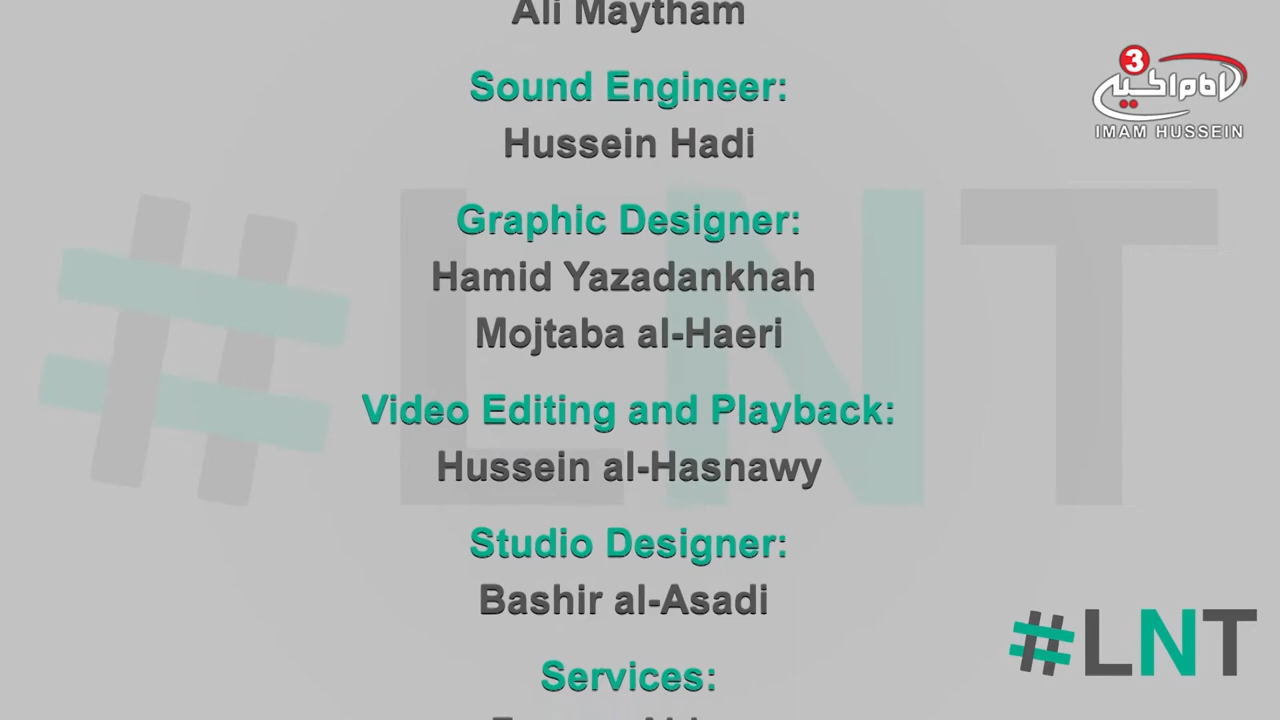 Ali Maytham
Sound Engineer:
Hussein Hadi
Graphic Designer:
Hamid Yazadankhah
Mojtaba al-Haeri
Video Editing and Playback:
Hussein al-Hasnawy
Studio Designer:
Bashir al-Asadi
Services:
3
IMAM HUSSEIN
#LNT
#LNT